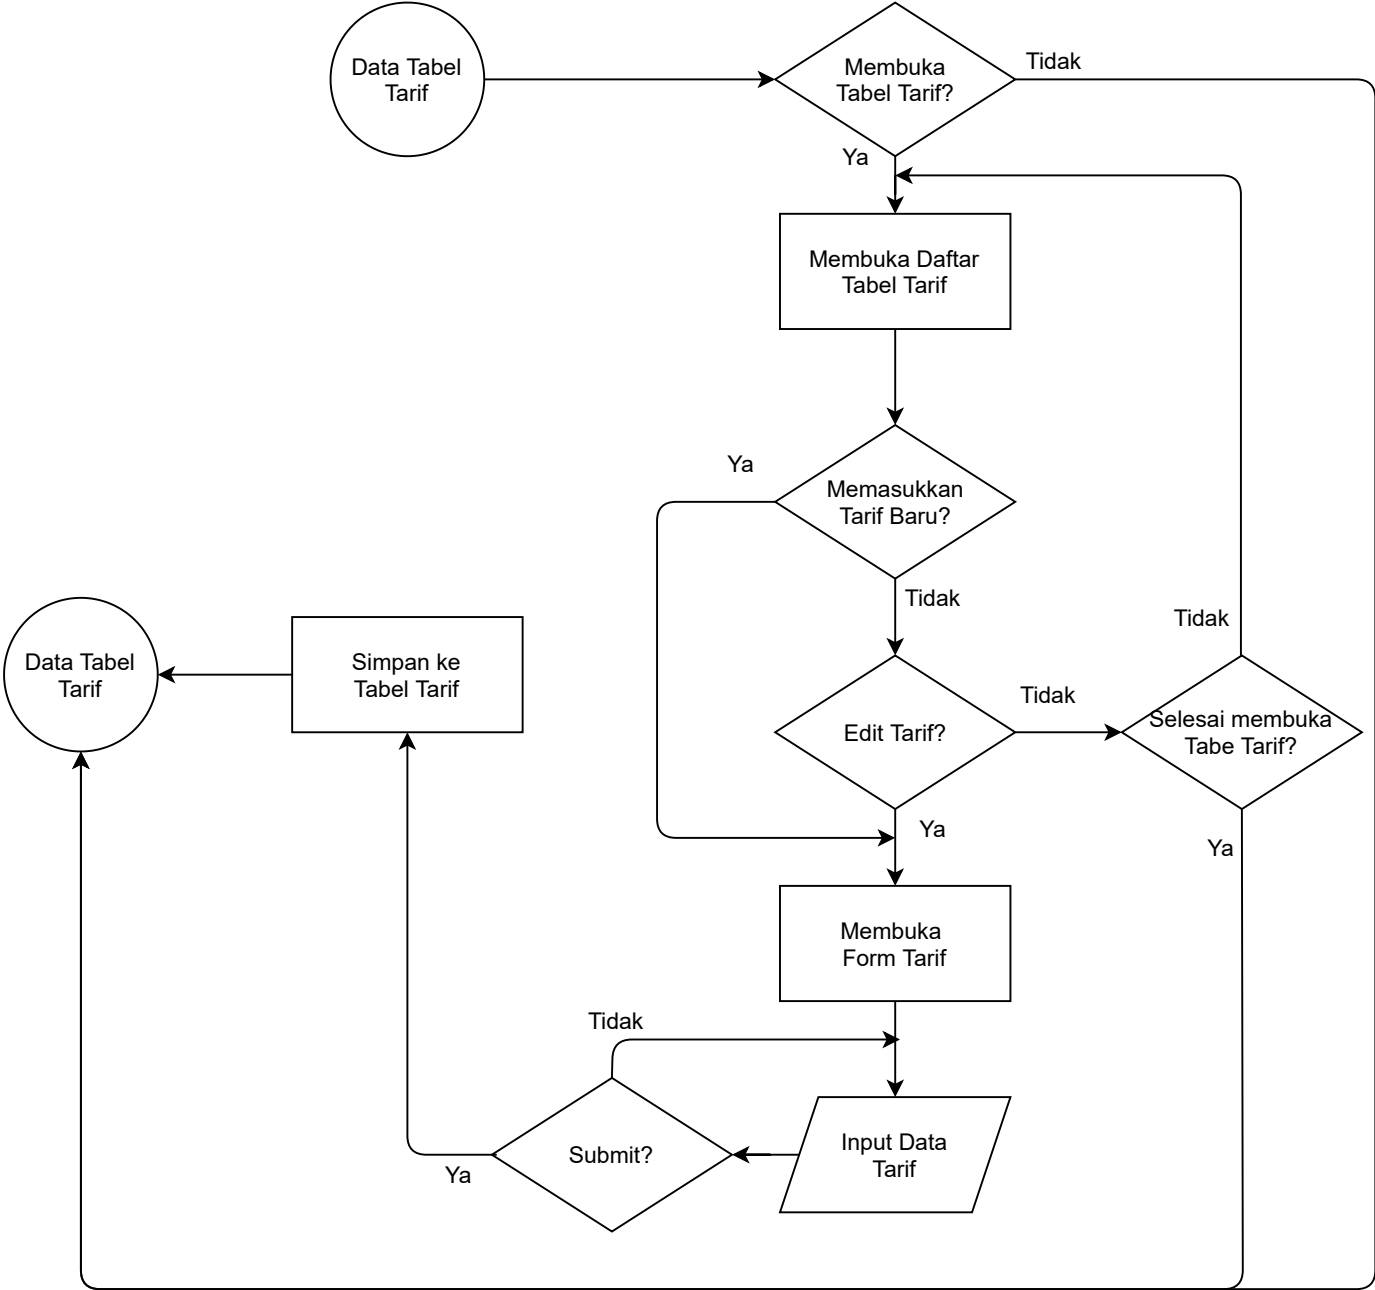 Data Tabel
Tarif
Membuka
Tabel Tarif?
Tidak
Ya
Membuka Daftar
Tabel Tarif
Ya
Memasukkan
Tarif Baru?
Tidak
Tidak
Data Tabel
Tarif
Simpan ke
Tabel Tarif
Edit Tarif?
Tidak
Selesai membuka
Tabe Tarif?
Ya
Ya
Membuka
Form Tarif
Tidak
Submit?
Ya
Input Data
Tarif